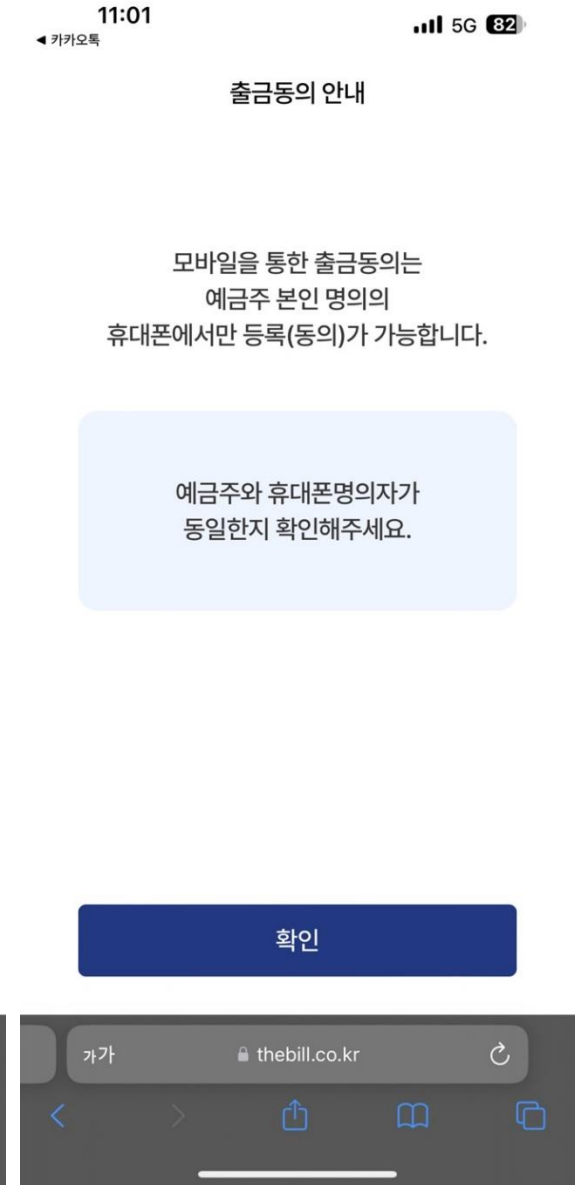 11:01
5G 82
◀ 카카오톡
출금동의 안내
모바일을 통한 출금동의는
예금주 본인 명의의
휴대폰에서만 등록(동의)가 가능합니다.
예금주와 휴대폰명의자가
동일한지 확인해주세요.
확인
가가 thebill.co.kr